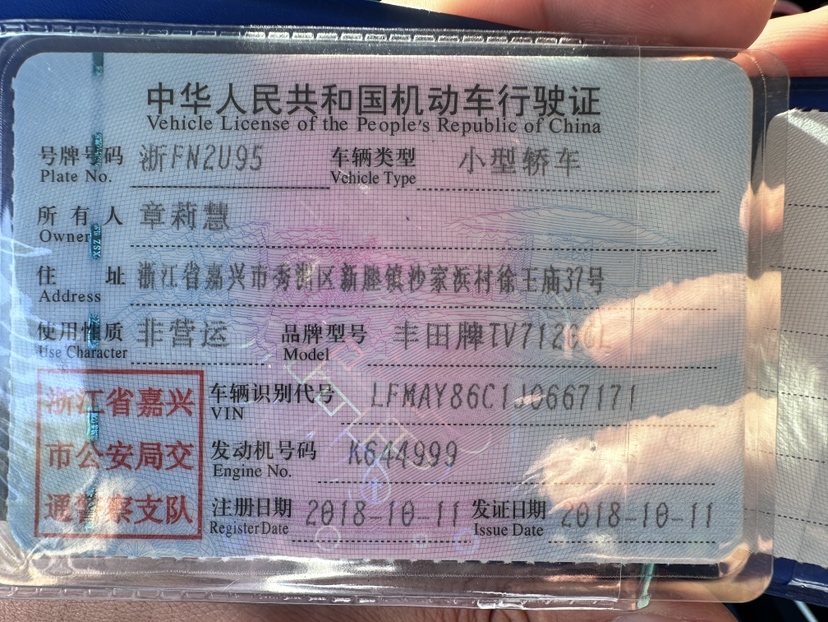 中华人民共和国机动车行驶证
Vehicle License of the People's Republic of China
号牌号码 浙FN2U95 车辆类型 小型轿车
Plate No. Vehicle Type
所有人 章莉慧
Owner
住址 浙江省嘉兴市秀洲区新塍镇沙家浜村徐王庙37号
Address
使用性质 非营运 品牌型号 丰田牌TV71266L
Use Character Model
浙江省嘉兴 车辆识别代号 LFMAY86C1J0667171
VIN
市公安局交 发动机号码 K644999
Engine No.
通警察支队 注册日期 2018-10-11 发证日期 2018-10-11
Register Date Issue Date